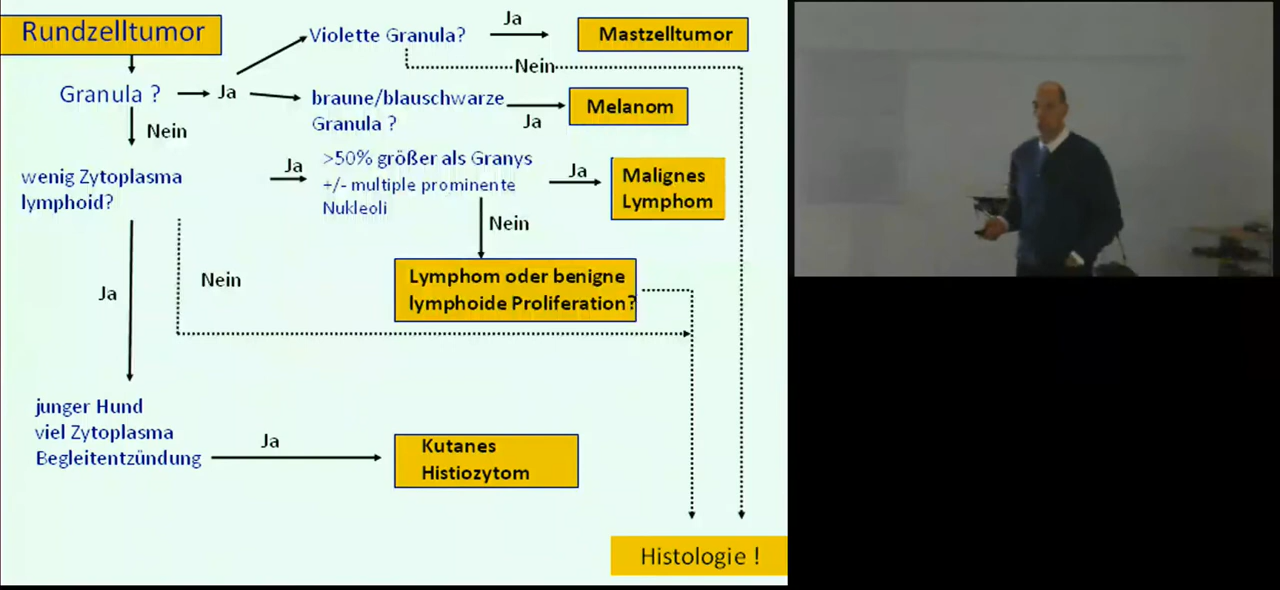 Rundzelltumor
Violette Granula?
Ja
Mastzelltumor
Nein
Granula ?
Ja
braune/blauschwarze
Granula ?
Ja
Melanom
Nein
wenig Zytoplasma
lymphoid?
Ja
>50% größer als Granys
+/- multiple prominente
Nukleoli
Ja
Malignes
Lymphom
Nein
Lymphom oder benigne
lymphoide Proliferation?
Nein
Ja
junger Hund
viel Zytoplasma
Begleitentzündung
Ja
Kutanes
Histiozytom
Histologie !